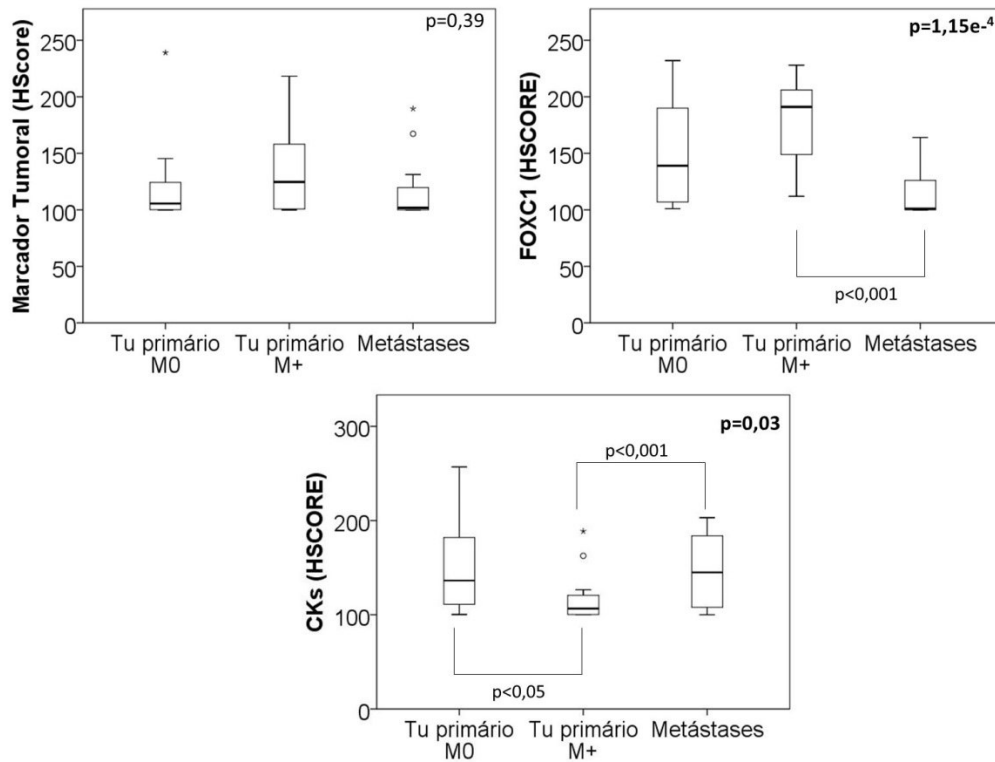 p=0,39
Marcador Tumoral (HScore)
250
200
150
100
50
0
Tu primário
M0
Tu primário
M+
Metástases
p=1,15e-⁴
FOXC1 (HSCORE)
250
200
150
100
50
0
p<0,001
Tu primário
M0
Tu primário
M+
Metástases
p=0,03
CKs (HSCORE)
300
200
100
0
p<0,001
p<0,05
Tu primário
M0
Tu primário
M+
Metástases